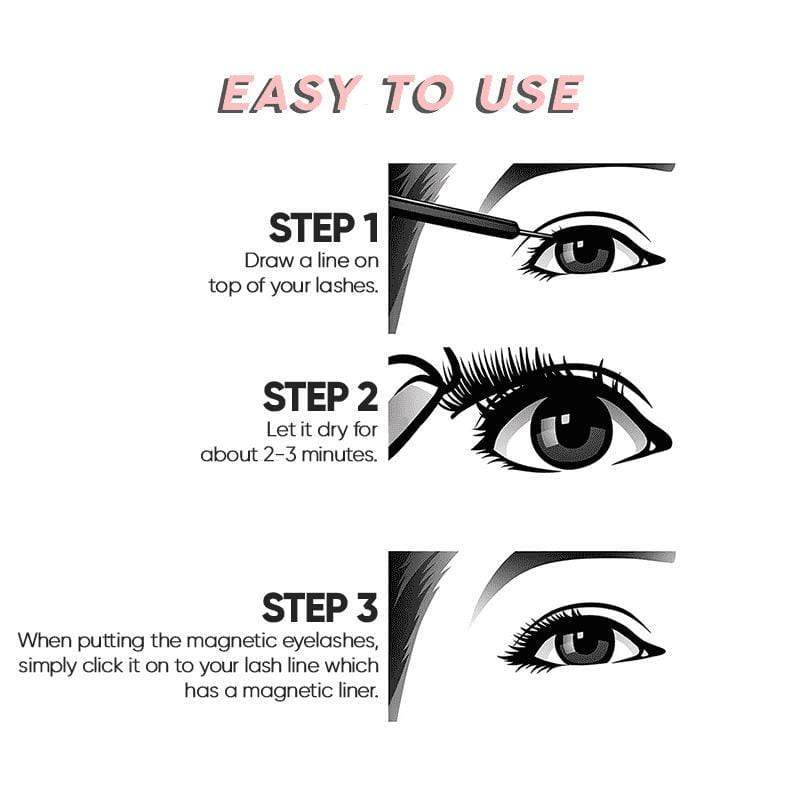 EASY TO USE
STEP 1
Draw a line on
top of your lashes.
STEP 2
Let it dry for
about 2-3 minutes.
STEP 3
When putting the magnetic eyelashes,
simply click it on to your lash line which
has a magnetic liner.